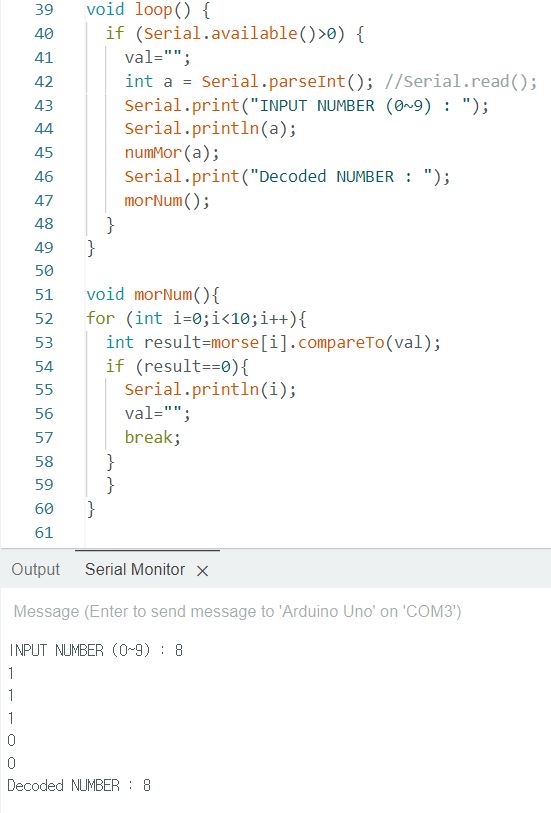 39 void loop() {
40 if (Serial.available()>0) {
41 val="";
42 int a = Serial.parseInt(); //Serial.read();
43 Serial.print("INPUT NUMBER (0~9) : ");
44 Serial.println(a);
45 numMor(a);
46 Serial.print("Decoded NUMBER : ");
47 morNum();
48 }
49 }
50
51 void morNum(){
52 for (int i=0;i<10;i++){
53 int result=morse[i].compareTo(val);
54 if (result==0){
55 Serial.println(i);
56 val="";
57 break;
58 }
59 }
60 }
61
Output Serial Monitor ×
Message (Enter to send message to 'Arduino Uno' on 'COM3')
INPUT NUMBER (0~9) : 8
1
1
1
0
0
Decoded NUMBER : 8